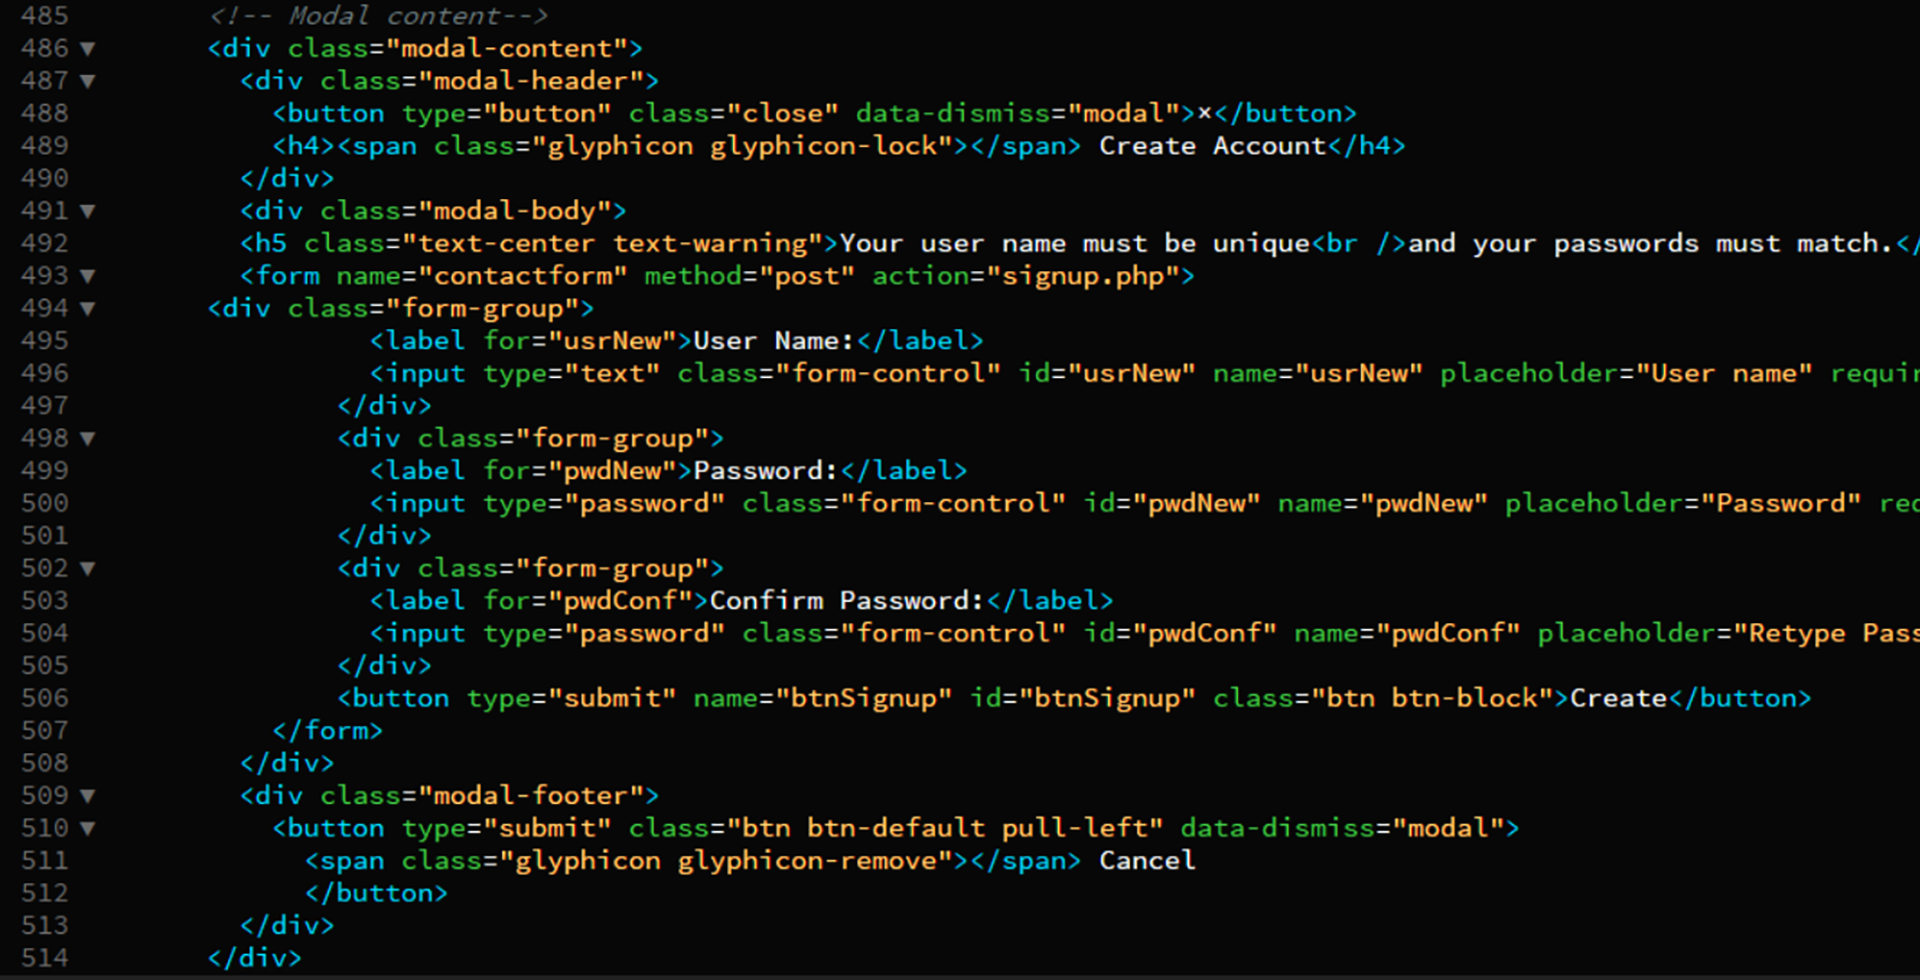 485 <!-- Modal content-->
486 ▼ <div class="modal-content">
487 ▼ <div class="modal-header">
488 <button type="button" class="close" data-dismiss="modal">×</button>
489 <h4><span class="glyphicon glyphicon-lock"></span> Create Account</h4>
490 </div>
491 ▼ <div class="modal-body">
492 <h5 class="text-center text-warning">Your user name must be unique<br />and your passwords must match.</
493 ▼ <form name="contactform" method="post" action="signup.php">
494 ▼ <div class="form-group">
495 <label for="usrNew">User Name:</label>
496 <input type="text" class="form-control" id="usrNew" name="usrNew" placeholder="User name"
497 </div>
498 ▼ <div class="form-group">
499 <label for="pwdNew">Password:</label>
500 <input type="password" class="form-control" id="pwdNew" name="pwdNew" placeholder="Password"
501 </div>
502 ▼ <div class="form-group">
503 <label for="pwdConf">Confirm Password:</label>
504 <input type="password" class="form-control" id="pwdConf" name="pwdConf" placeholder="Retype
505 </div>
506 <button type="submit" name="btnSignup" id="btnSignup" class="btn btn-block">Create</button>
507 </form>
508 </div>
509 ▼ <div class="modal-footer">
510 ▼ <button type="submit" class="btn btn-default pull-left" data-dismiss="modal">
511 <span class="glyphicon glyphicon-remove"></span> Cancel
512 </button>
513 </div>
514 </div>